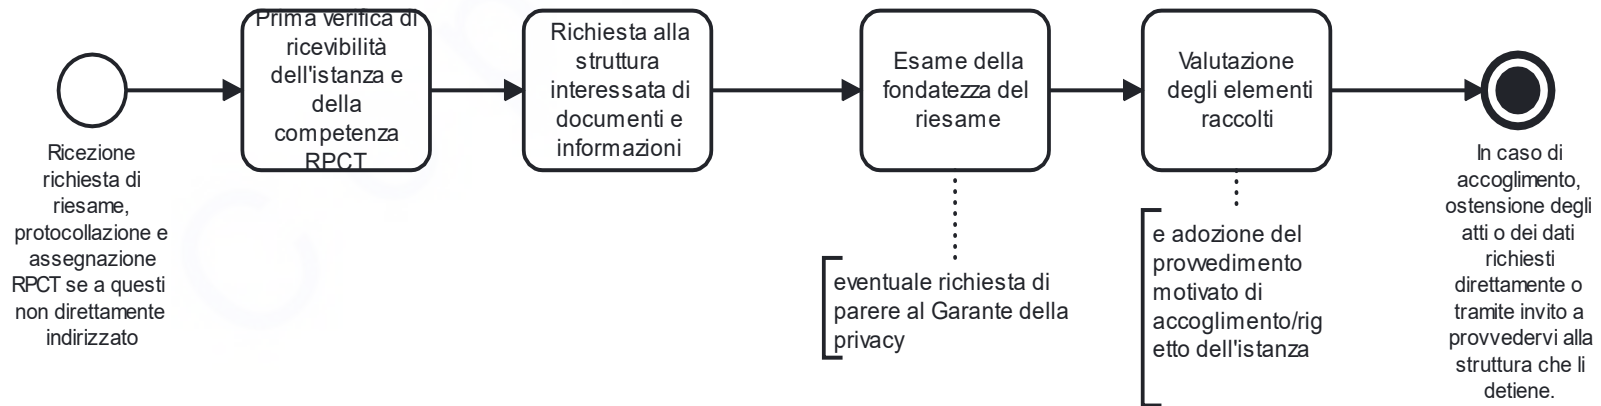 Ricezione
richiesta di
riesame,
protocollazione e
assegnazione
RPCT se a questi
non direttamente
indirizzato
Prima verifica di
ricevibilità
dell'istanza e
della
competenza
RPCT
Richiesta alla
struttura
interessata di
documenti e
informazioni
Esame della
fondatezza del
riesame
eventuale richiesta di
parere al Garante della
privacy
Valutazione
degli elementi
raccolti
e adozione del
provvedimento
motivato di
accoglimento/rig
etto dell'istanza
In caso di
accoglimento,
ostensione degli
atti o dei dati
richiesti
direttamente o
tramite invito a
provvedervi alla
struttura che li
detiene.